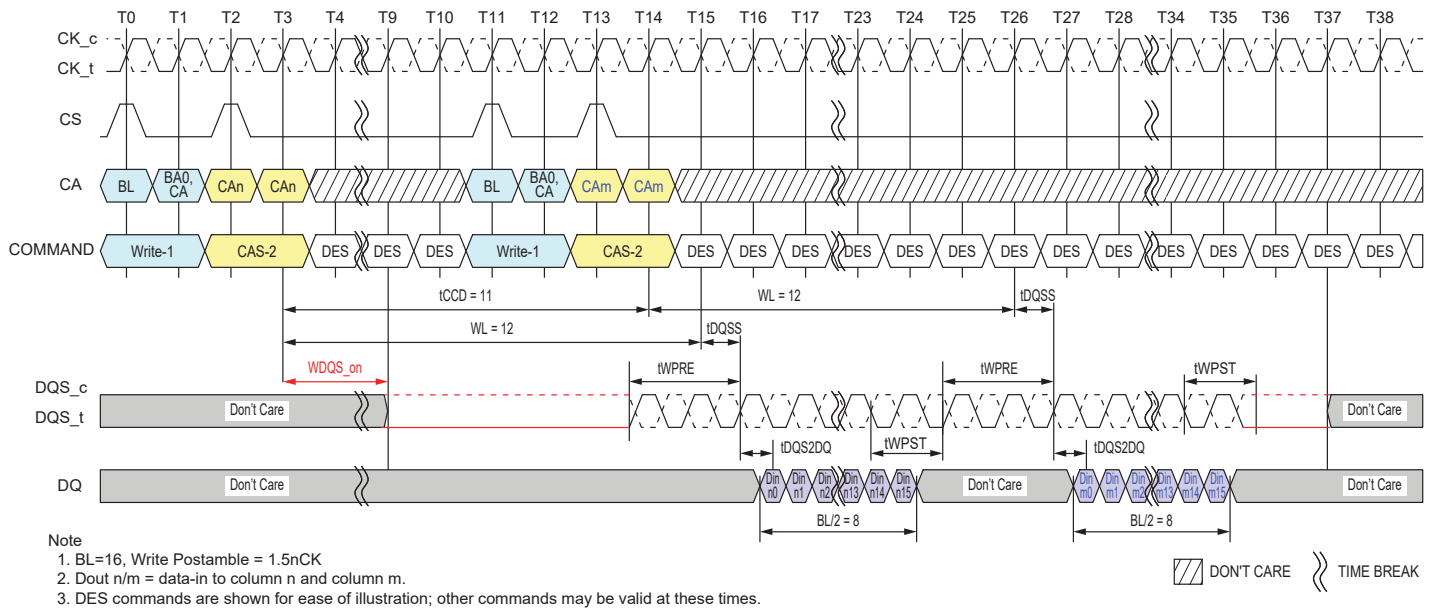 T0 T1 T2 T3 T4 T9 T10 T11 T12 T13 T14 T15 T16 T17 T23 T24 T25 T26 T27 T28 T34 T35 T36 T37 T38
CK_c
CK_t
CS
CA BL BA0, CA CAn CAn BL BA0, CA CAm CAm
COMMAND Write-1 CAS-2 DES DES DES Write-1 CAS-2 DES DES DES DES DES DES DES DES DES DES DES DES DES DES
tCCD = 11 WL = 12 tDQSS
WL = 12 tDQSS
WDQS_on tWPRE tWPRE tWPST
DQS_c
DQS_t Don't Care Don't Care
tDQS2DQ tWPST tDQS2DQ
DQ Don't Care Din n0 Din n1 Din n2 Din n13 Din n14 Din n15 Don't Care Din m0 Din m1 Din m2 Din m13 Din m14 Din m15 Don't Care
BL/2 = 8 BL/2 = 8
Note
1. BL=16, Write Postamble = 1.5nCK
2. Dout n/m = data-in to column n and column m.
3. DES commands are shown for ease of illustration; other commands may be valid at these times.
DON'T CARE TIME BREAK